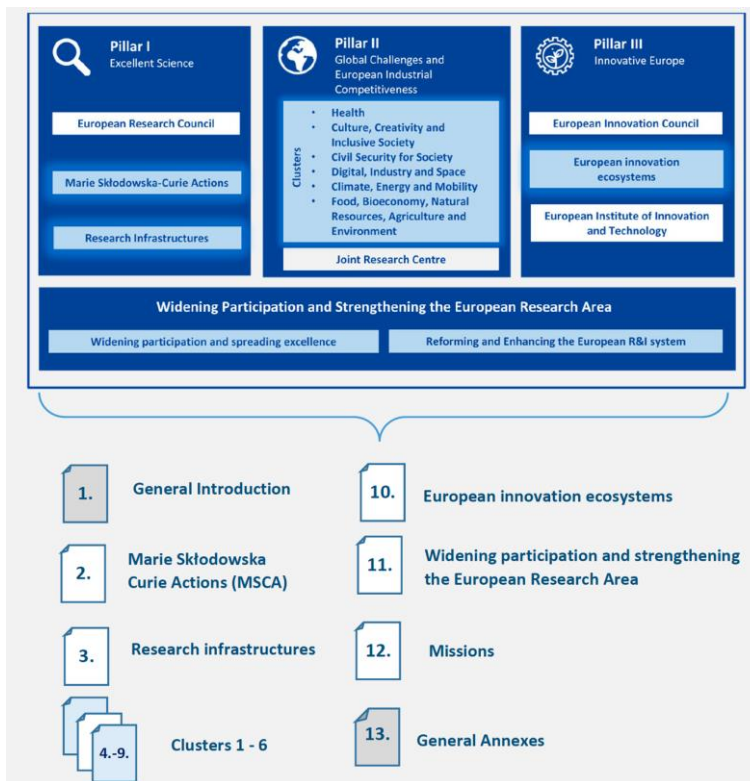 Pillar I
Excellent Science
European Research Council
Marie Skłodowska-Curie Actions
Research Infrastructures
Pillar II
Global Challenges and
European Industrial
Competitiveness
Clusters
• Health
• Culture, Creativity and
Inclusive Society
• Civil Security for Society
• Digital, Industry and Space
• Climate, Energy and Mobility
• Food, Bioeconomy, Natural
Resources, Agriculture and
Environment
Joint Research Centre
Pillar III
Innovative Europe
European Innovation Council
European innovation
ecosystems
European Institute of Innovation
and Technology
Widening Participation and Strengthening the European Research Area
Widening participation and spreading excellence
Reforming and Enhancing the European R&I system
1. General Introduction
2. Marie Skłodowska
Curie Actions (MSCA)
3. Research infrastructures
4.-9. Clusters 1 - 6
10. European innovation ecosystems
11. Widening participation and strengthening
the European Research Area
12. Missions
13. General Annexes